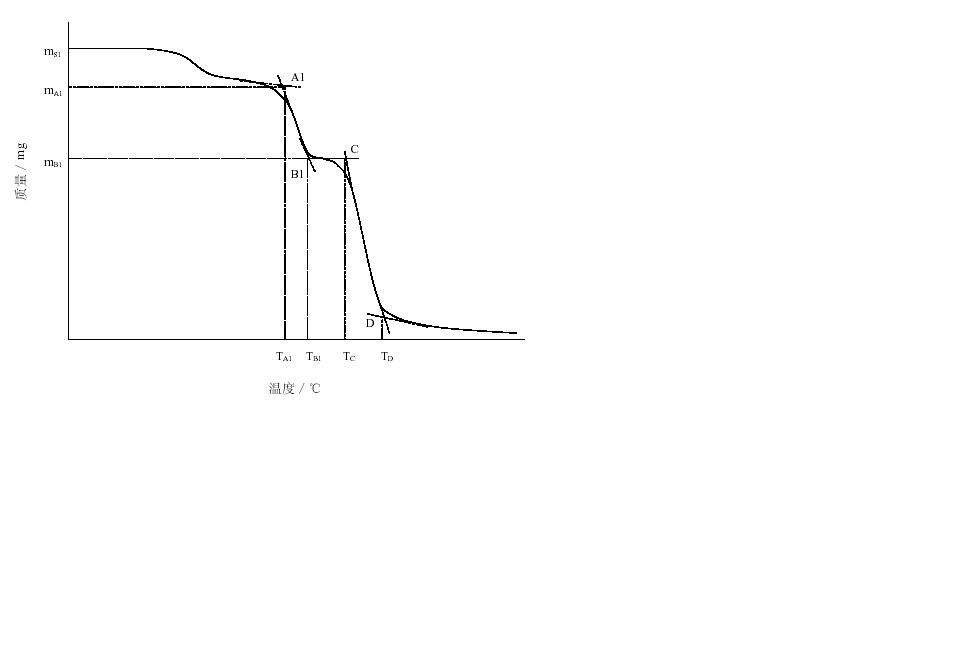 mS1
A1
mA1
C
mB1
B1
质量 / mg
D
TA1 TB1 TC TD
温度 / ℃